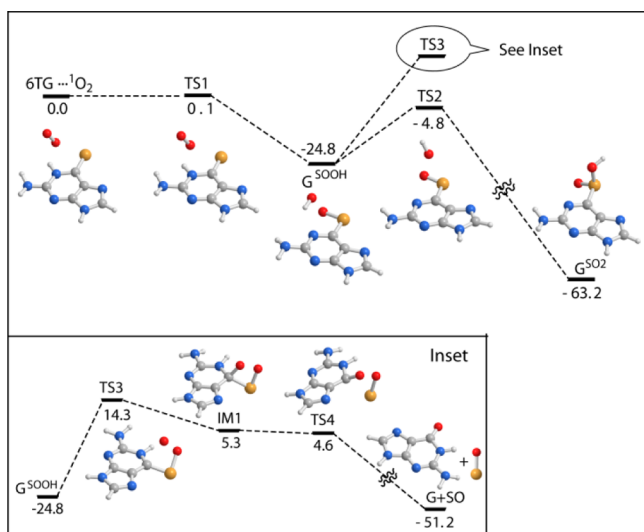 TS3
See Inset
6TG ···¹O₂
0.0
TS1
0.1
TS2
- 4.8
-24.8
G^SOOH
G^SO2
- 63.2
Inset
TS3
14.3
IM1
5.3
TS4
4.6
G^SOOH
-24.8
+
G+SO
- 51.2